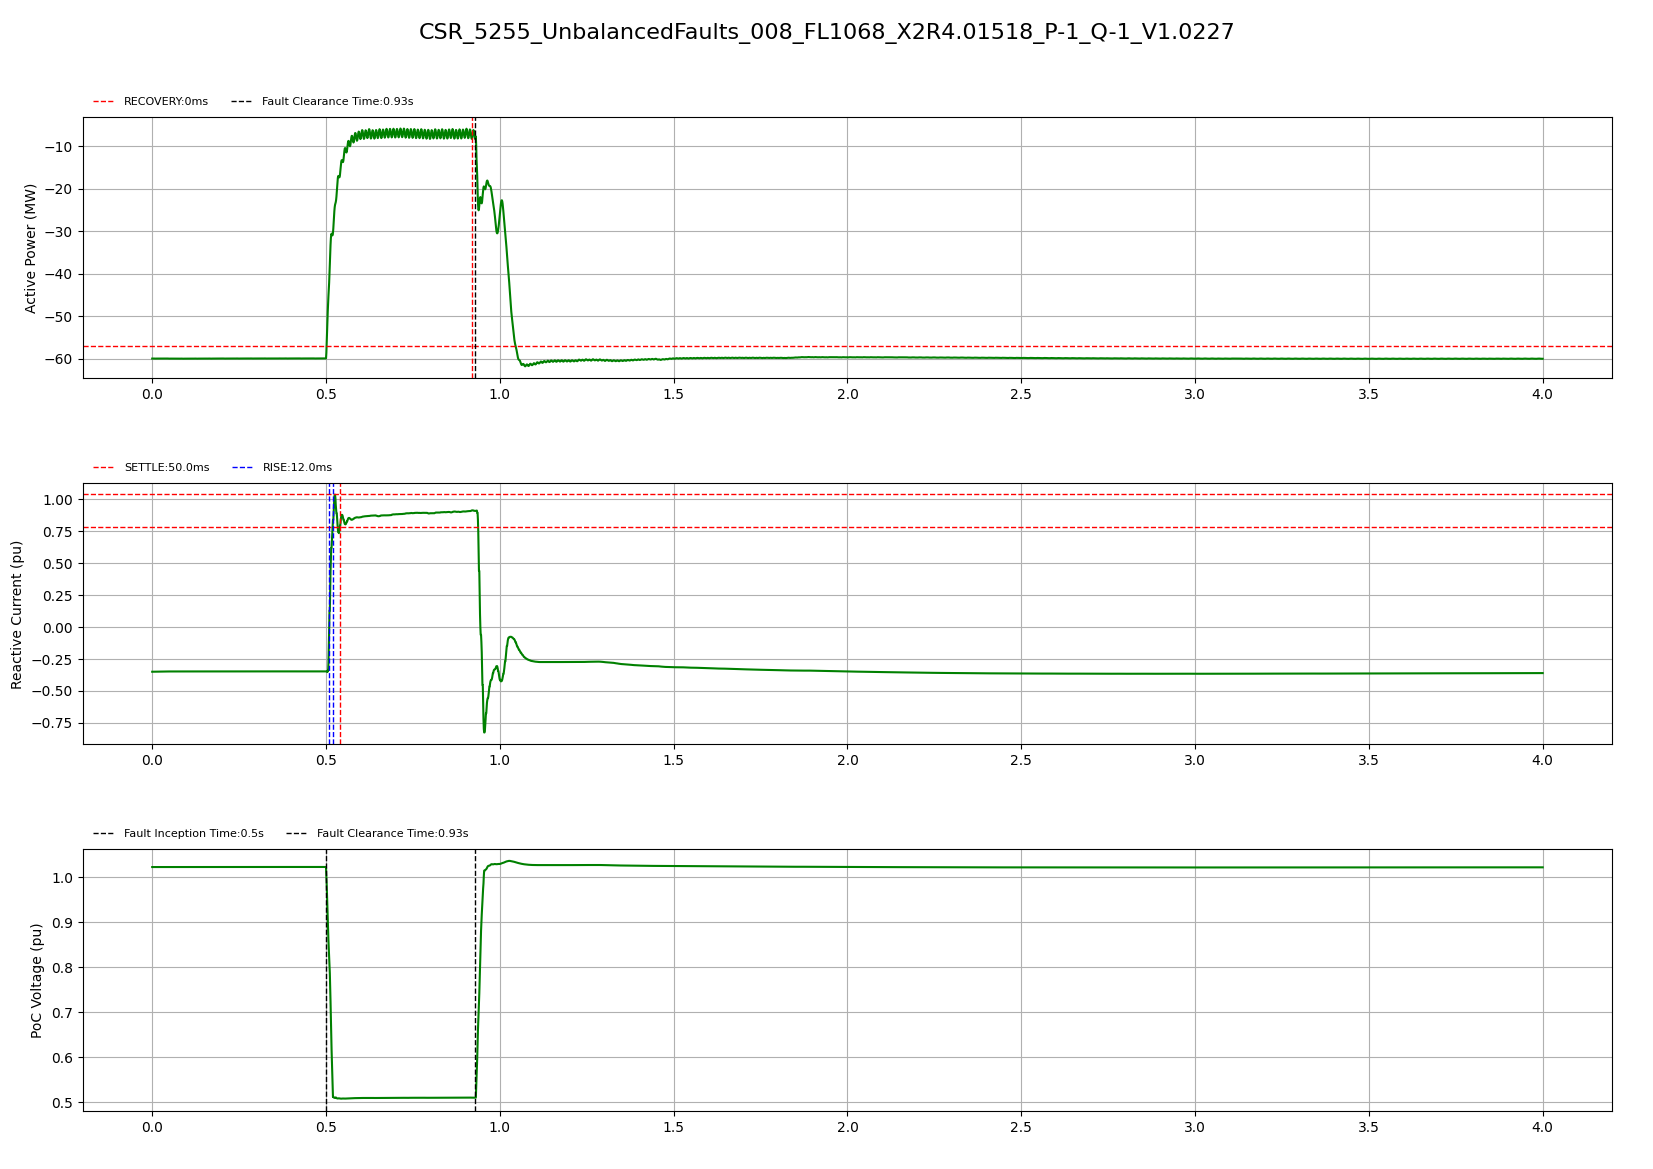 CSR_5255_UnbalancedFaults_008_FL1068_X2R4.01518_P-1_Q-1_V1.0227
RECOVERY:0ms Fault Clearance Time:0.93s
Active Power (MW)
−10
−20
−30
−40
−50
−60
0.0 0.5 1.0 1.5 2.0 2.5 3.0 3.5 4.0
SETTLE:50.0ms RISE:12.0ms
Reactive Current (pu)
1.00
0.75
0.50
0.25
0.00
−0.25
−0.50
−0.75
0.0 0.5 1.0 1.5 2.0 2.5 3.0 3.5 4.0
Fault Inception Time:0.5s Fault Clearance Time:0.93s
PoC Voltage (pu)
1.0
0.9
0.8
0.7
0.6
0.5
0.0 0.5 1.0 1.5 2.0 2.5 3.0 3.5 4.0